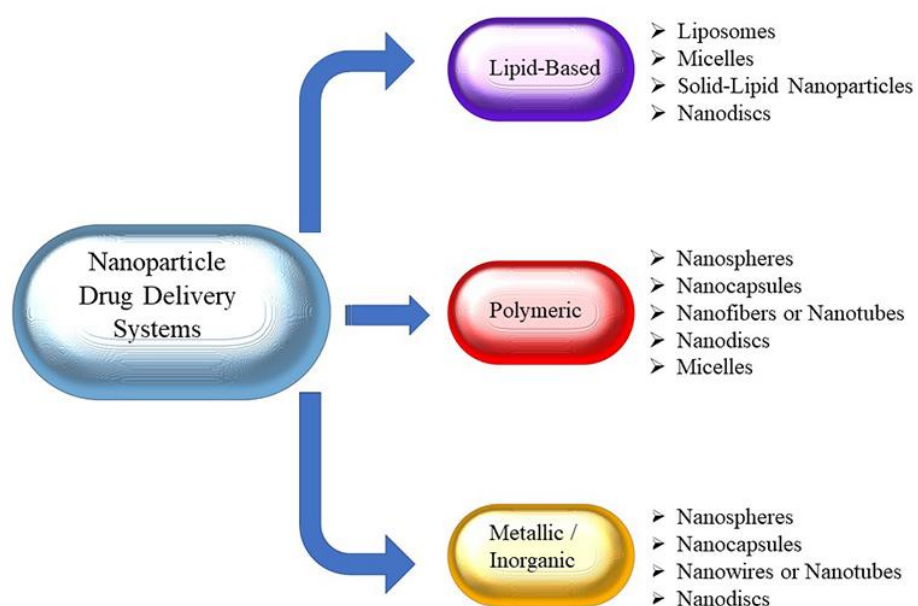 Nanoparticle
Drug Delivery
Systems
Lipid-Based
➢ Liposomes
➢ Micelles
➢ Solid-Lipid Nanoparticles
➢ Nanodiscs
Polymeric
➢ Nanospheres
➢ Nanocapsules
➢ Nanofibers or Nanotubes
➢ Nanodiscs
➢ Micelles
Metallic /
Inorganic
➢ Nanospheres
➢ Nanocapsules
➢ Nanowires or Nanotubes
➢ Nanodiscs